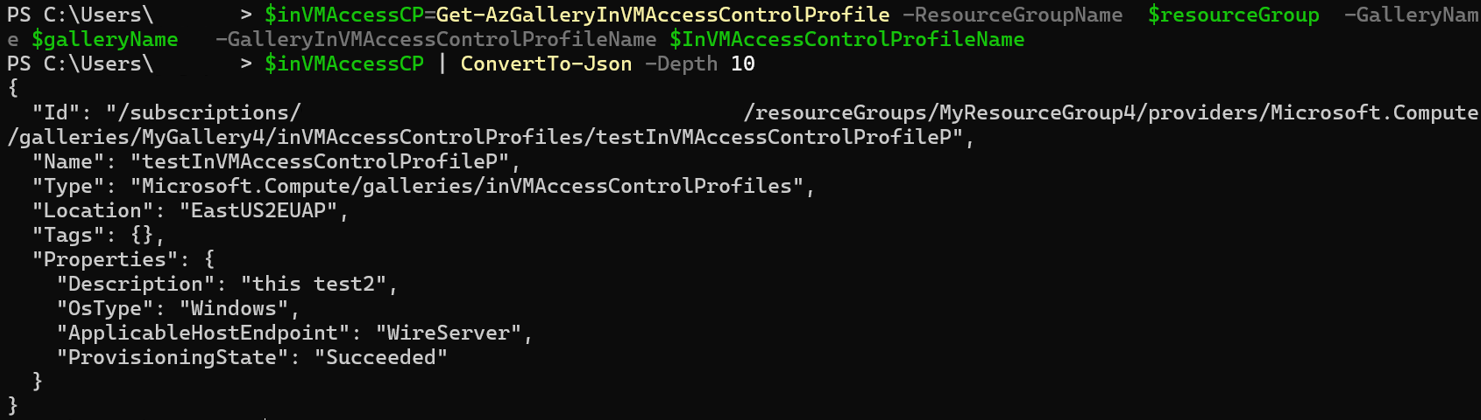 PS C:\Users\        > $inVMAccessCP=Get-AzGalleryInVMAccessControlProfile -ResourceGroupName  $resourceGroup  -GalleryNam
e $galleryName   -GalleryInVMAccessControlProfileName $InVMAccessControlProfileName
PS C:\Users\        > $inVMAccessCP | ConvertTo-Json -Depth 10
{
  "Id": "/subscriptions/                                    /resourceGroups/MyResourceGroup4/providers/Microsoft.Compute
/galleries/MyGallery4/inVMAccessControlProfiles/testInVMAccessControlProfileP",
  "Name": "testInVMAccessControlProfileP",
  "Type": "Microsoft.Compute/galleries/inVMAccessControlProfiles",
  "Location": "EastUS2EUAP",
  "Tags": {},
  "Properties": {
    "Description": "this test2",
    "OsType": "Windows",
    "ApplicableHostEndpoint": "WireServer",
    "ProvisioningState": "Succeeded"
  }
}